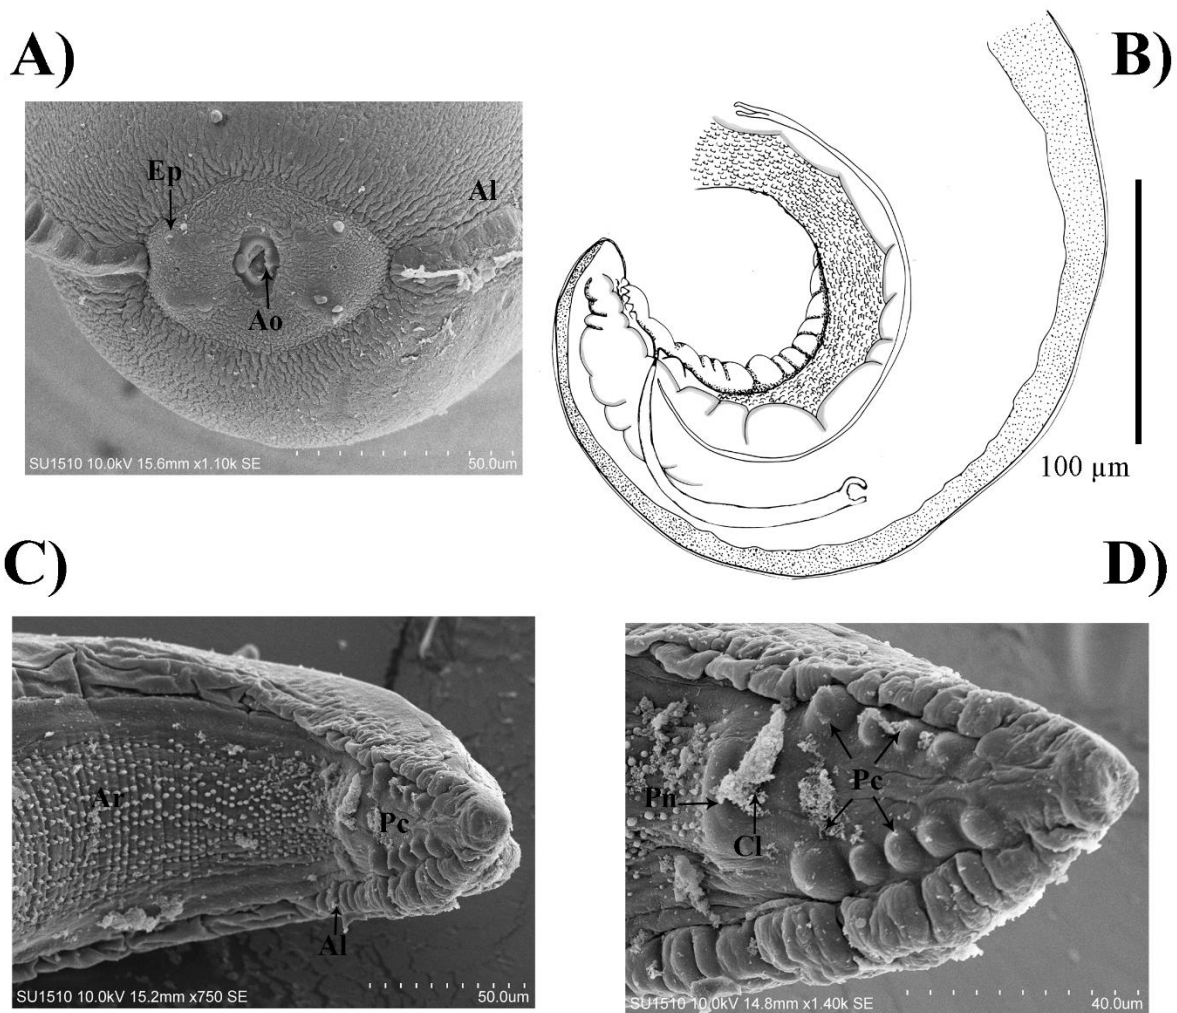 A)
Ep
Al
Ao
SU1510 10.0kV 15.6mm x1.10k SE
50.0um
B)
100 µm
C)
Ar
Pc
Al
SU1510 10.0kV 15.2mm x750 SE
50.0um
D)
Pn
Cl
Pc
SU1510 10.0kV 14.8mm x1.40k SE
40.0um